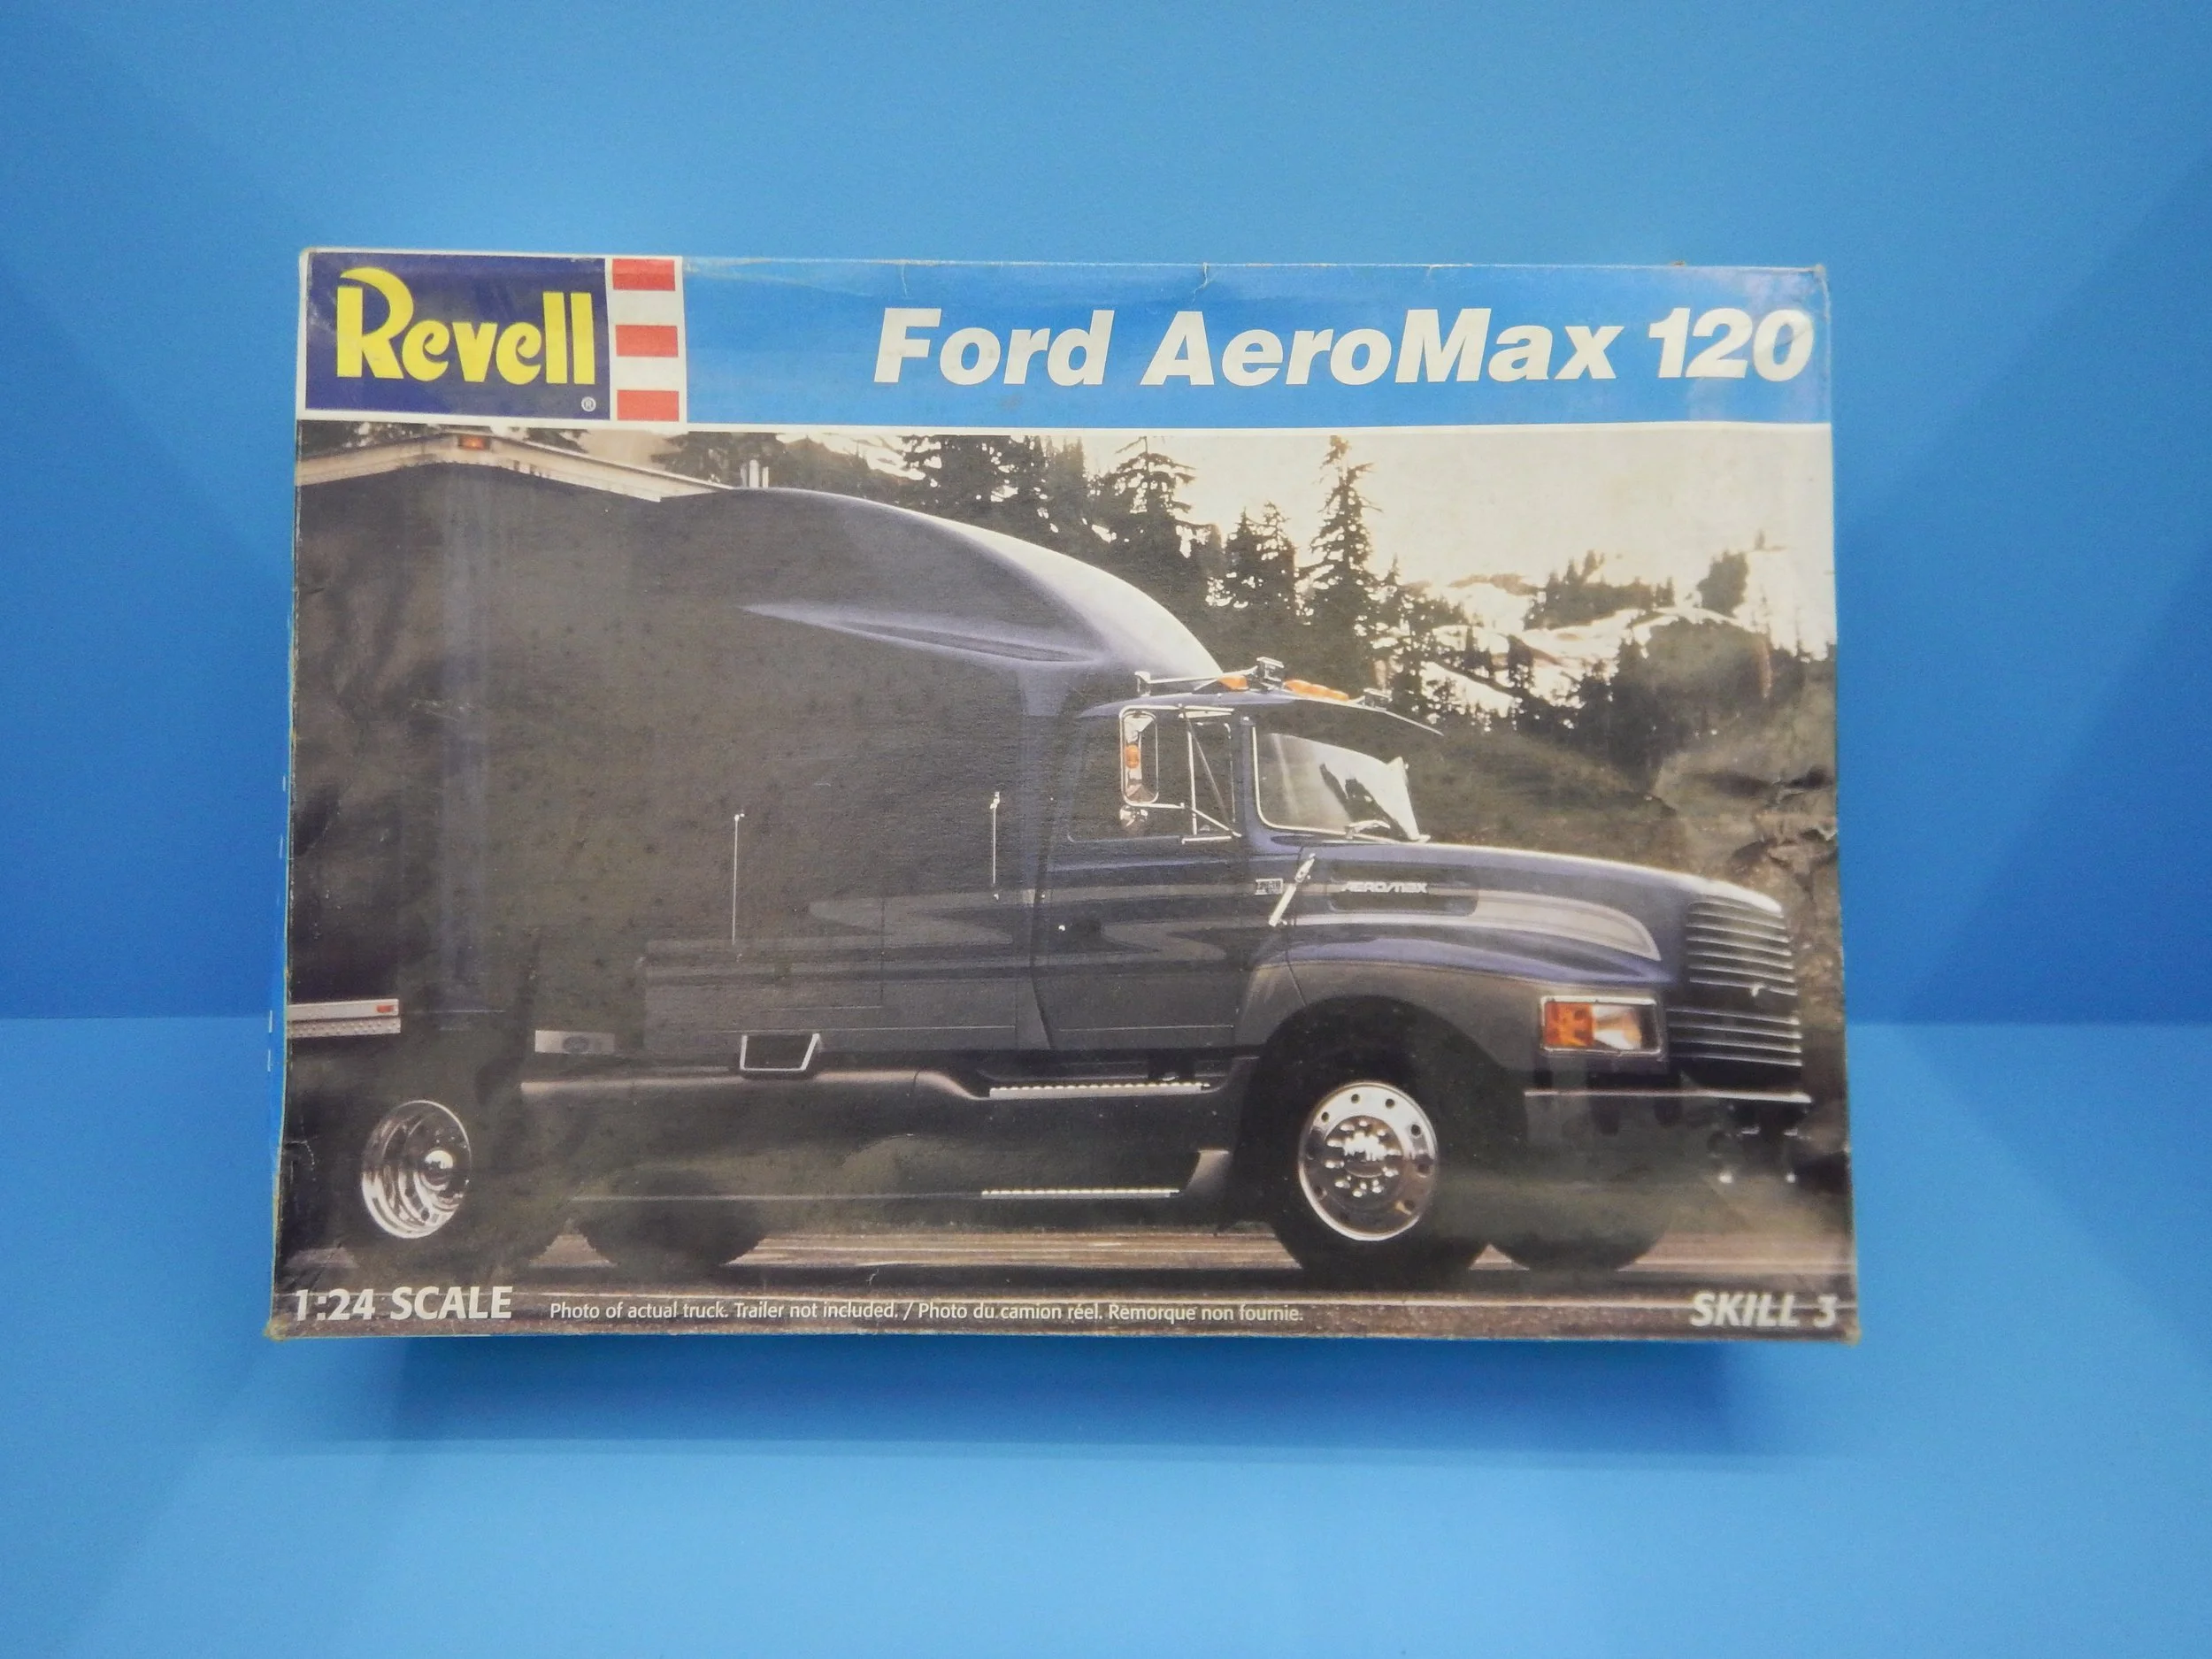 Revell
®
Ford AeroMax 120
AEROMAX
1:24 SCALE
Photo of actual truck. Trailer not included. / Photo du camion réel. Remorque non fournie.
SKILL 3